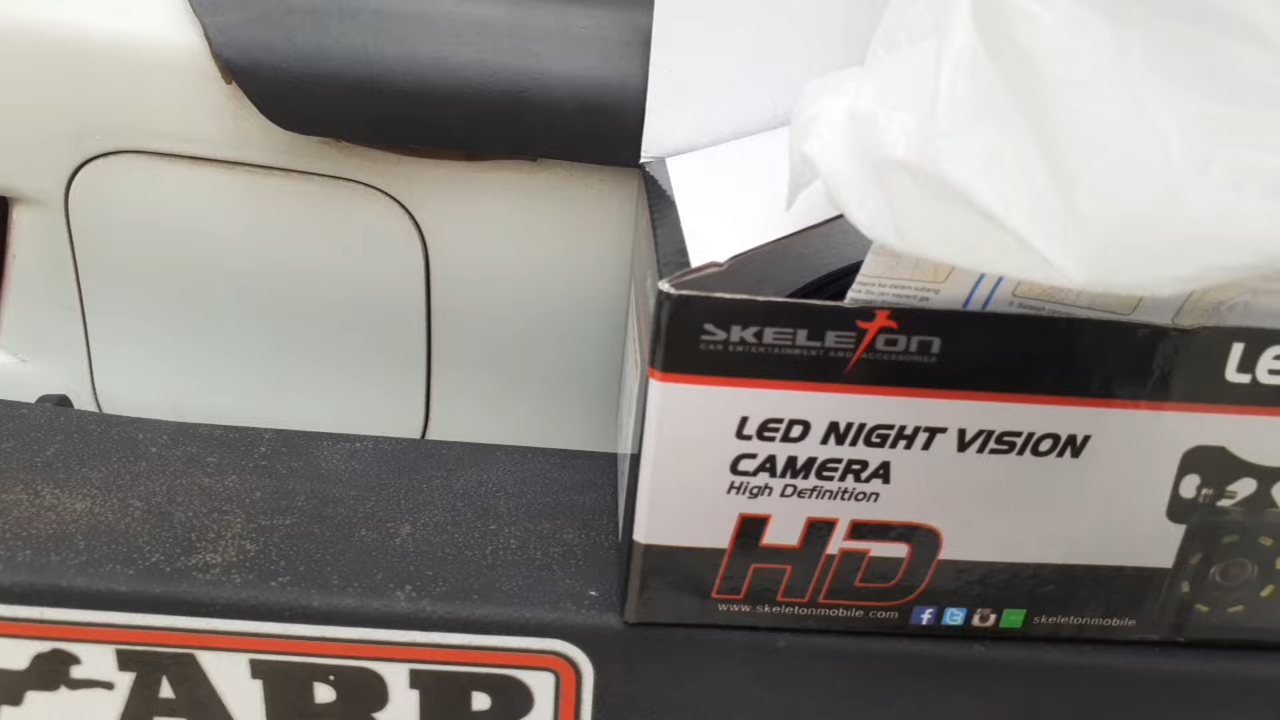 SKELETON
CAR ENTERTAINMENT AND ACCESSORIES
LE
LED NIGHT VISION
CAMERA
High Definition
HD
www.skeletonmobile.com
skeletonmobile
ARB